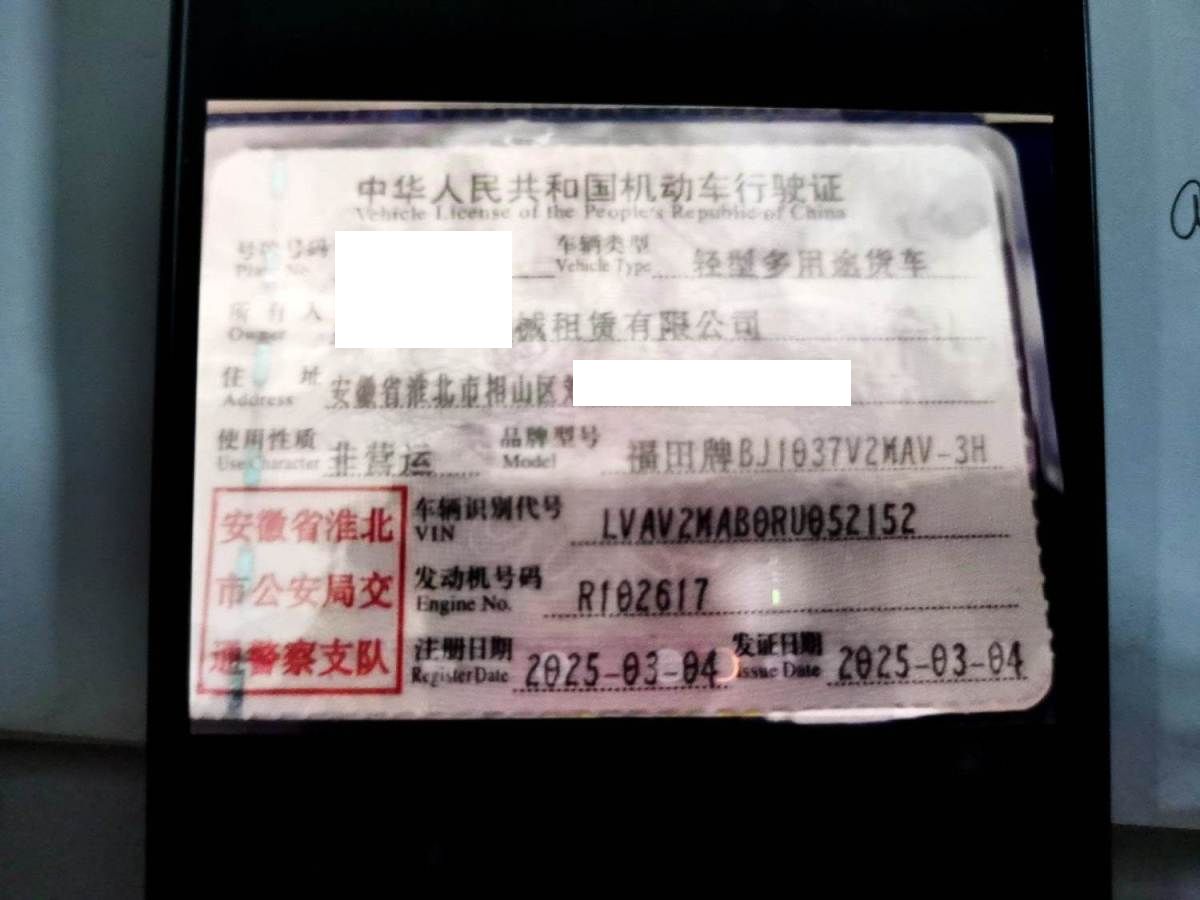 中华人民共和国机动车行驶证
Vehicle License of the People's Republic of China
号牌号码 Plate No. 车辆类型 Vehicle Type 轻型多用途货车
所有人 Owner 械租赁有限公司
住址 Address 安徽省淮北市相山区
使用性质 Use Character 非营运 品牌型号 Model 福田牌BJ1037V2MAV-3H
安徽省淮北
市公安局交
通警察支队
车辆识别代号 VIN LVAV2MAB0RU052152
发动机号码 Engine No. R102617
注册日期 Register Date 2025-03-04 发证日期 Issue Date 2025-03-04